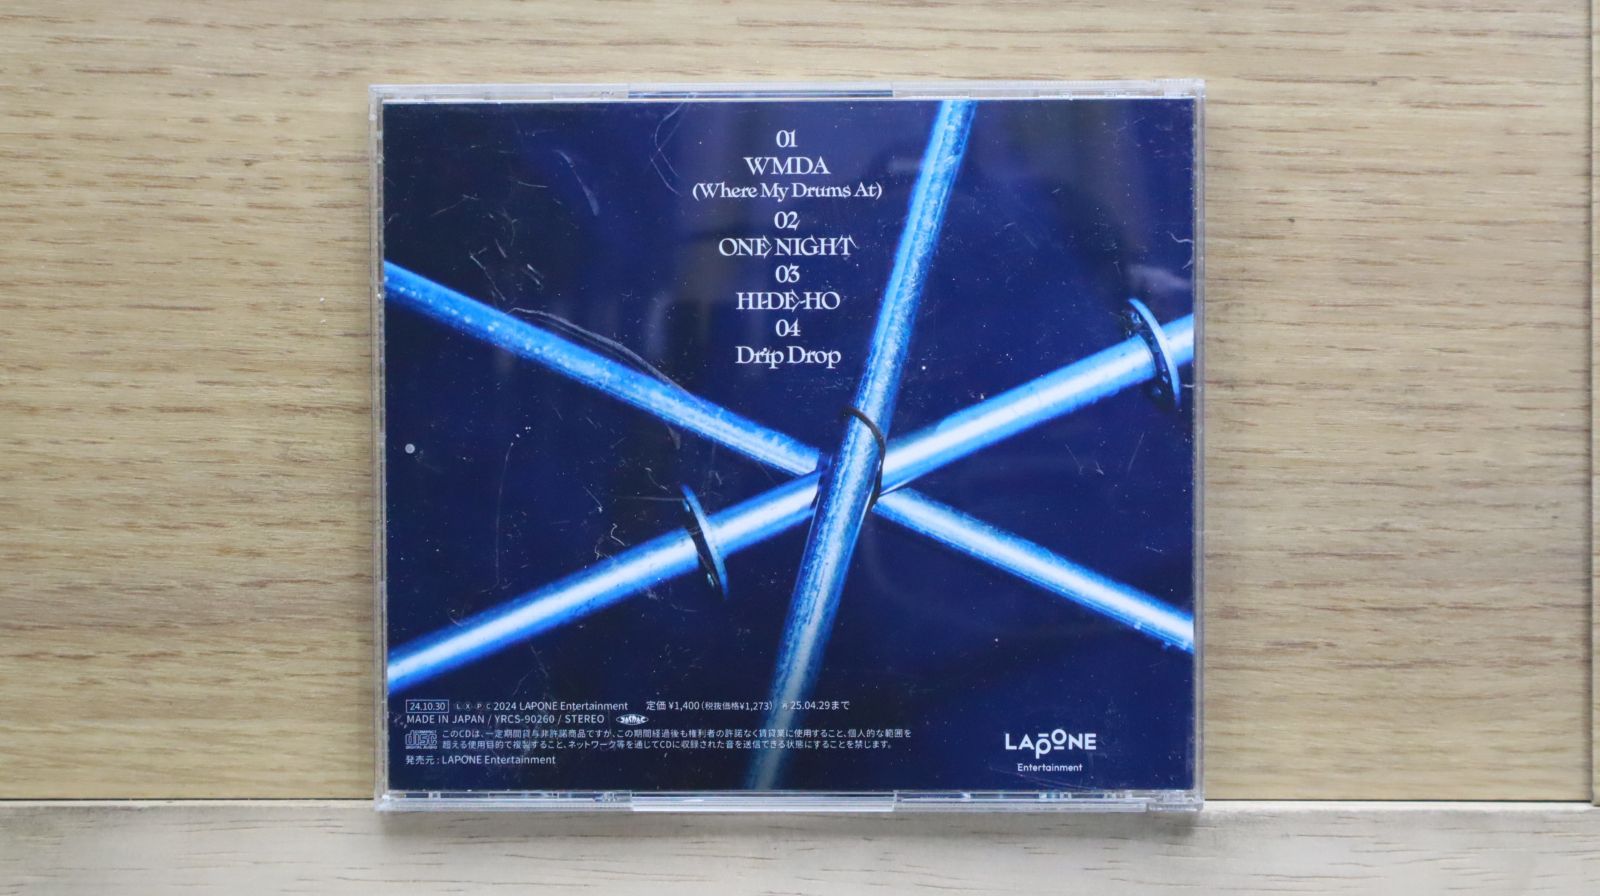 01
WMDA
(Where My Drums At)
02
ONE NIGHT
03
HI-DE-HO
04
Drip Drop
24.10.30 L X P C 2024 LAPONE Entertainment 定価 ¥1,400(税抜価格¥1,273) 25.04.29まで
MADE IN JAPAN / YRCS-90260 / STEREO
COMPACT disc DIGITAL AUDIO
このCDは、一定期間貸与非許諾商品ですが、この期間経過後も権利者の許諾なく賃貸業に使用すること、個人的な範囲を
超える使用目的で複製すること、ネットワーク等を通じてCDに収録された音を送信できる状態にすることを禁じます。
発売元 : LAPONE Entertainment
LAPONE
Entertainment